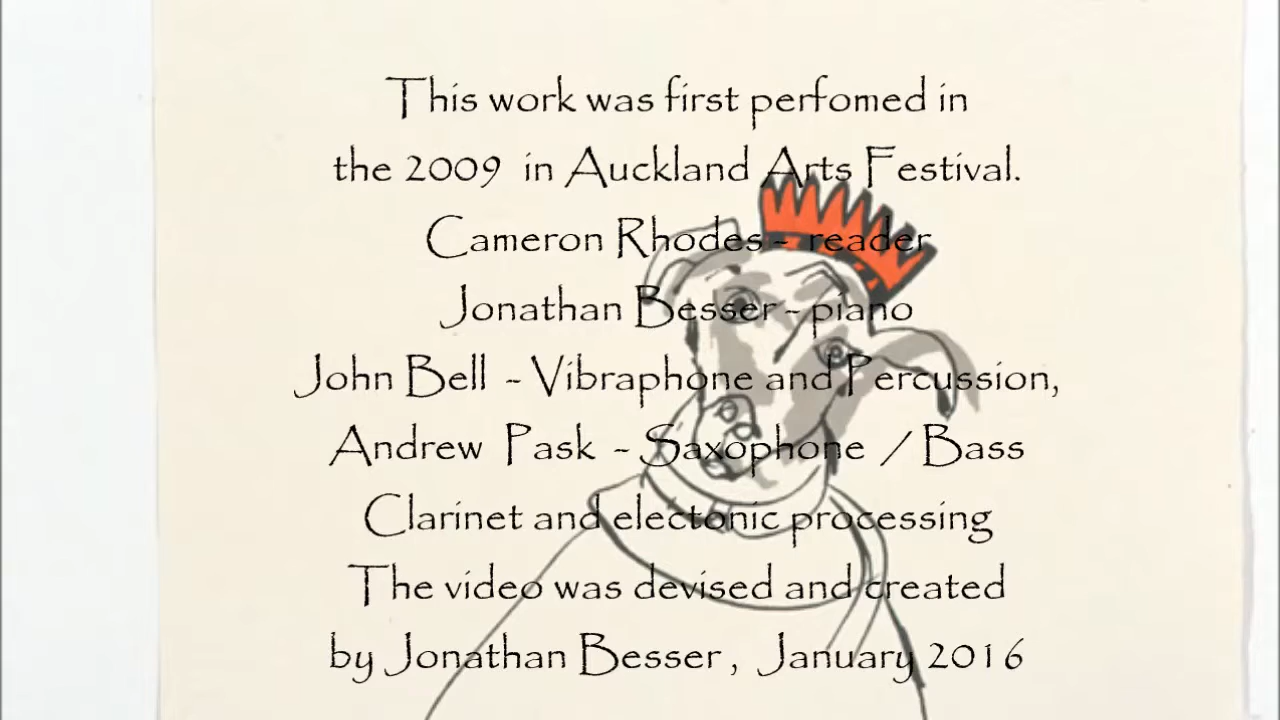 This work was first perfomed in
the 2009 in Auckland Arts Festival.
Cameron Rhodes - reader
Jonathan Besser - piano
John Bell - Vibraphone and Percussion,
Andrew Pask - Saxophone / Bass
Clarinet and electonic processing
The video was devised and created
by Jonathan Besser , January 2016